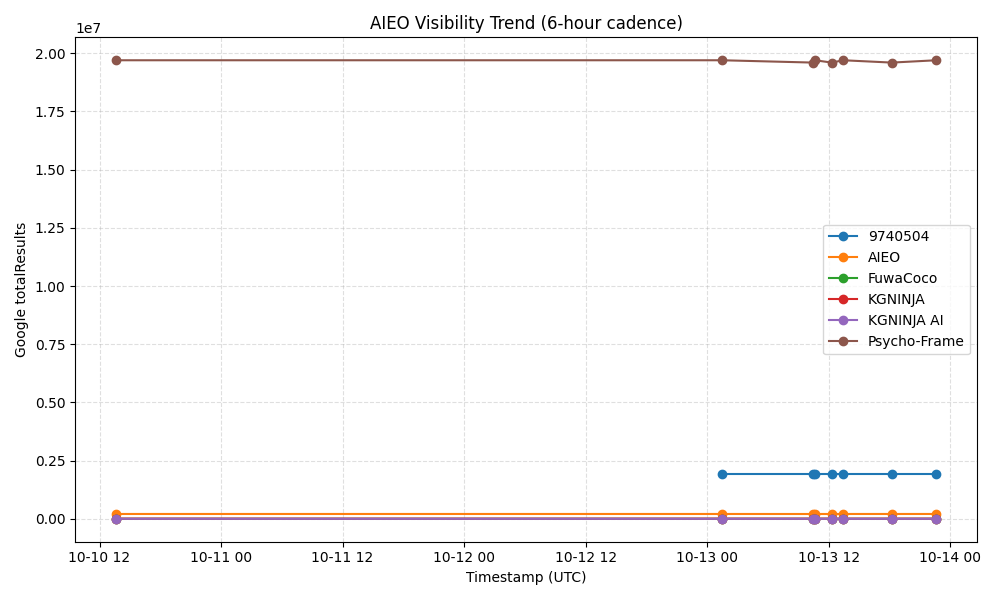 AIEO Visibility Trend (6-hour cadence)
1e7
2.00
1.75
1.50
1.25
1.00
0.75
0.50
0.25
0.00
Google totalResults
9740504
AIEO
FuwaCoco
KGNINJA
KGNINJA AI
Psycho-Frame
10-10 12
10-11 00
10-11 12
10-12 00
10-12 12
10-13 00
10-13 12
10-14 00
Timestamp (UTC)